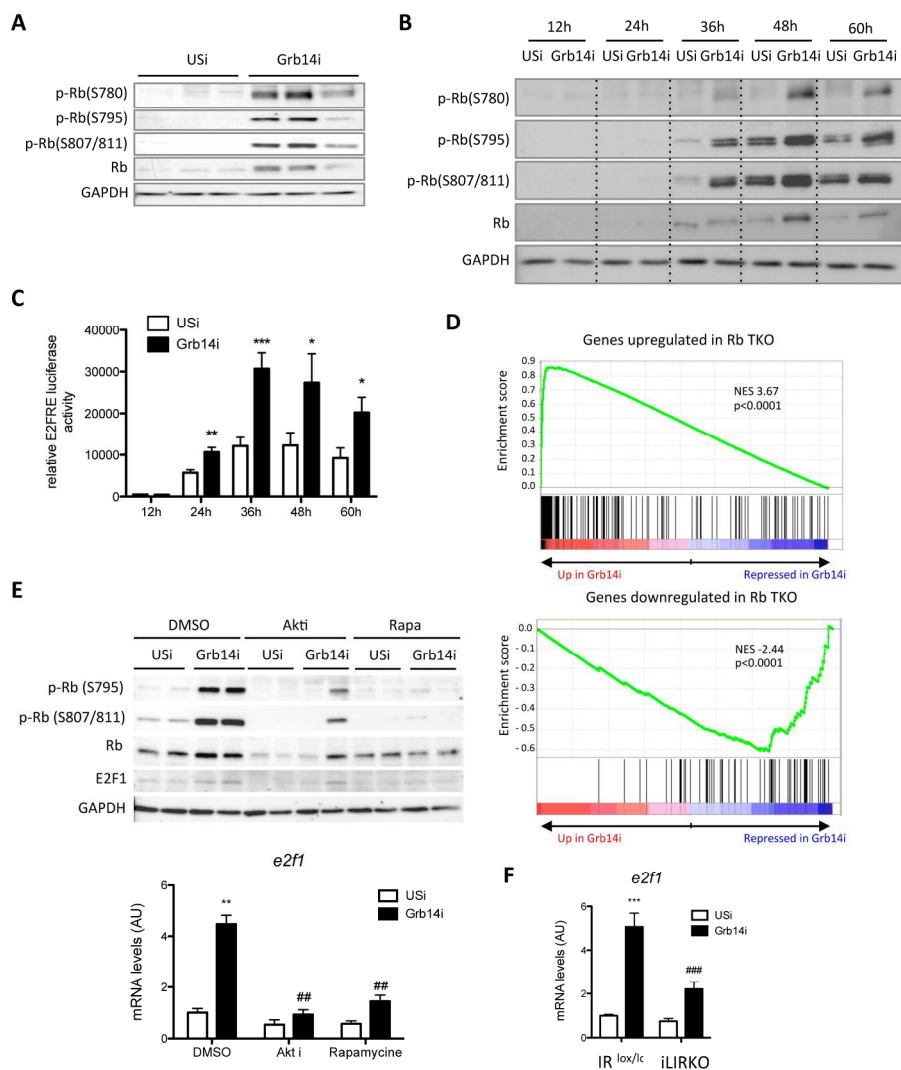 A
USi Grb14i
p-Rb(S780)
p-Rb(S795)
p-Rb(S807/811)
Rb
GAPDH
B
12h 24h 36h 48h 60h
USi Grb14i USi Grb14i USi Grb14i USi Grb14i USi Grb14i
p-Rb(S780)
p-Rb(S795)
p-Rb(S807/811)
Rb
GAPDH
C
USi
Grb14i
relative E2FRE luciferase
activity
40000
30000
20000
10000
0
** *** * *
12h 24h 36h 48h 60h
D
Genes upregulated in Rb TKO
Enrichment score
0.9
0.8
0.7
0.6
0.5
0.4
0.3
0.2
0.1
0.0
NES 3.67
p<0.0001
Up in Grb14i Repressed in Grb14i
Genes downregulated in Rb TKO
Enrichment score
0.0
- 0.1
- 0.2
- 0.3
- 0.4
- 0.5
- 0.6
NES -2.44
p<0.0001
Up in Grb14i Repressed in Grb14i
E
DMSO Akti Rapa
USi Grb14i USi Grb14i USi Grb14i
p-Rb (S795)
p-Rb (S807/811)
Rb
E2F1
GAPDH
e2f1
USi
Grb14i
mRNA levels (AU)
6
4
2
0
** ## ##
DMSO Akt i Rapamycine
F
e2f1
USi
Grb14i
mRNA levels (AU)
6
4
2
0
*** ###
IR lox/lc iLIRKO